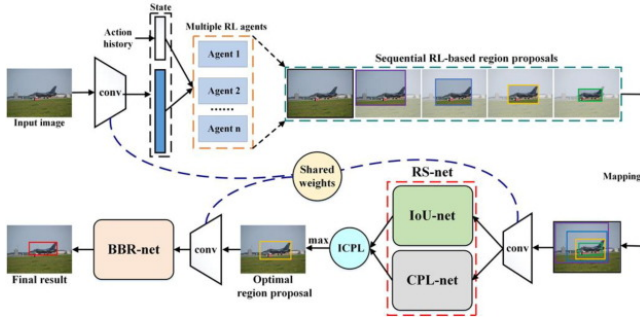 State
Action
history
Multiple RL agents
Agent 1
Agent 2
......
Agent n
conv
Input image
Sequential RL-based region proposals
Shared
weights
Mapping
RS-net
IoU-net
CPL-net
conv
ICPL
max
Optimal
region proposal
conv
BBR-net
Final result